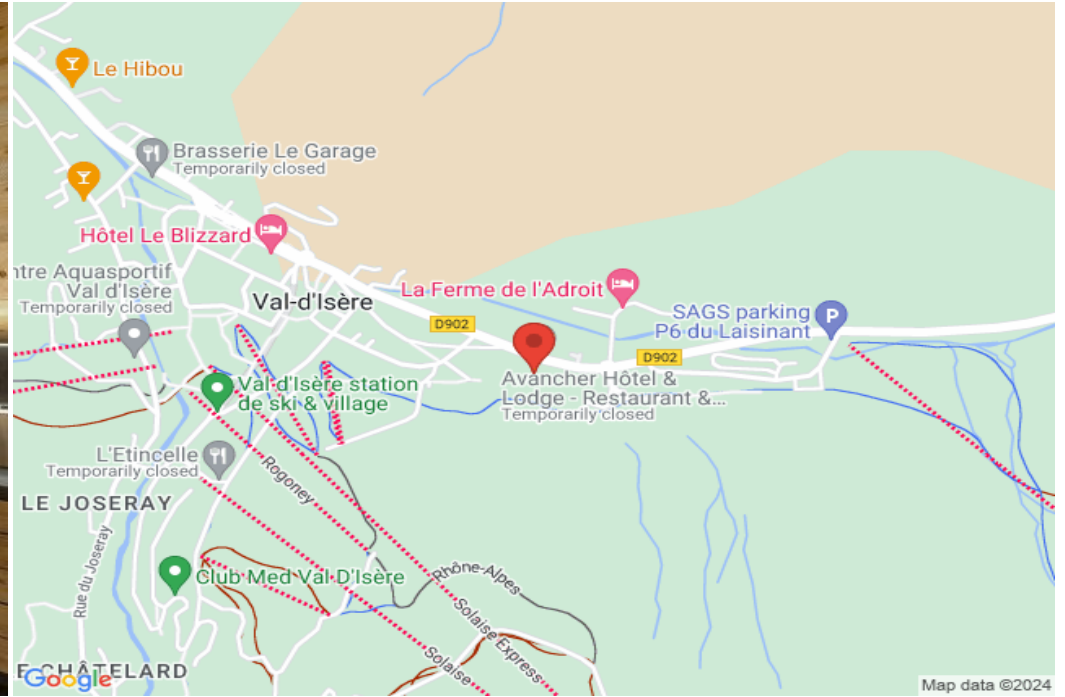 Le Hibou
Brasserie Le Garage
Temporarily closed
Hôtel Le Blizzard
ntre Aquasportif
Val d'Isère
Temporarily closed
Val-d'Isère
La Ferme de l'Adroit
SAGS parking
P6 du Laisinant
P
D902
D902
Avancher Hôtel &
Lodge - Restaurant &...
Temporarily closed
Val d'Isère station
de ski & village
L'Etincelle
Temporarily closed
Rogoney
LE JOSERAY
Rue du Joseray
Club Med Val D'Isère
Rhône-Alpes
Solaise Express
Solaise
E CHÂTELARD
Google
Map data ©2024